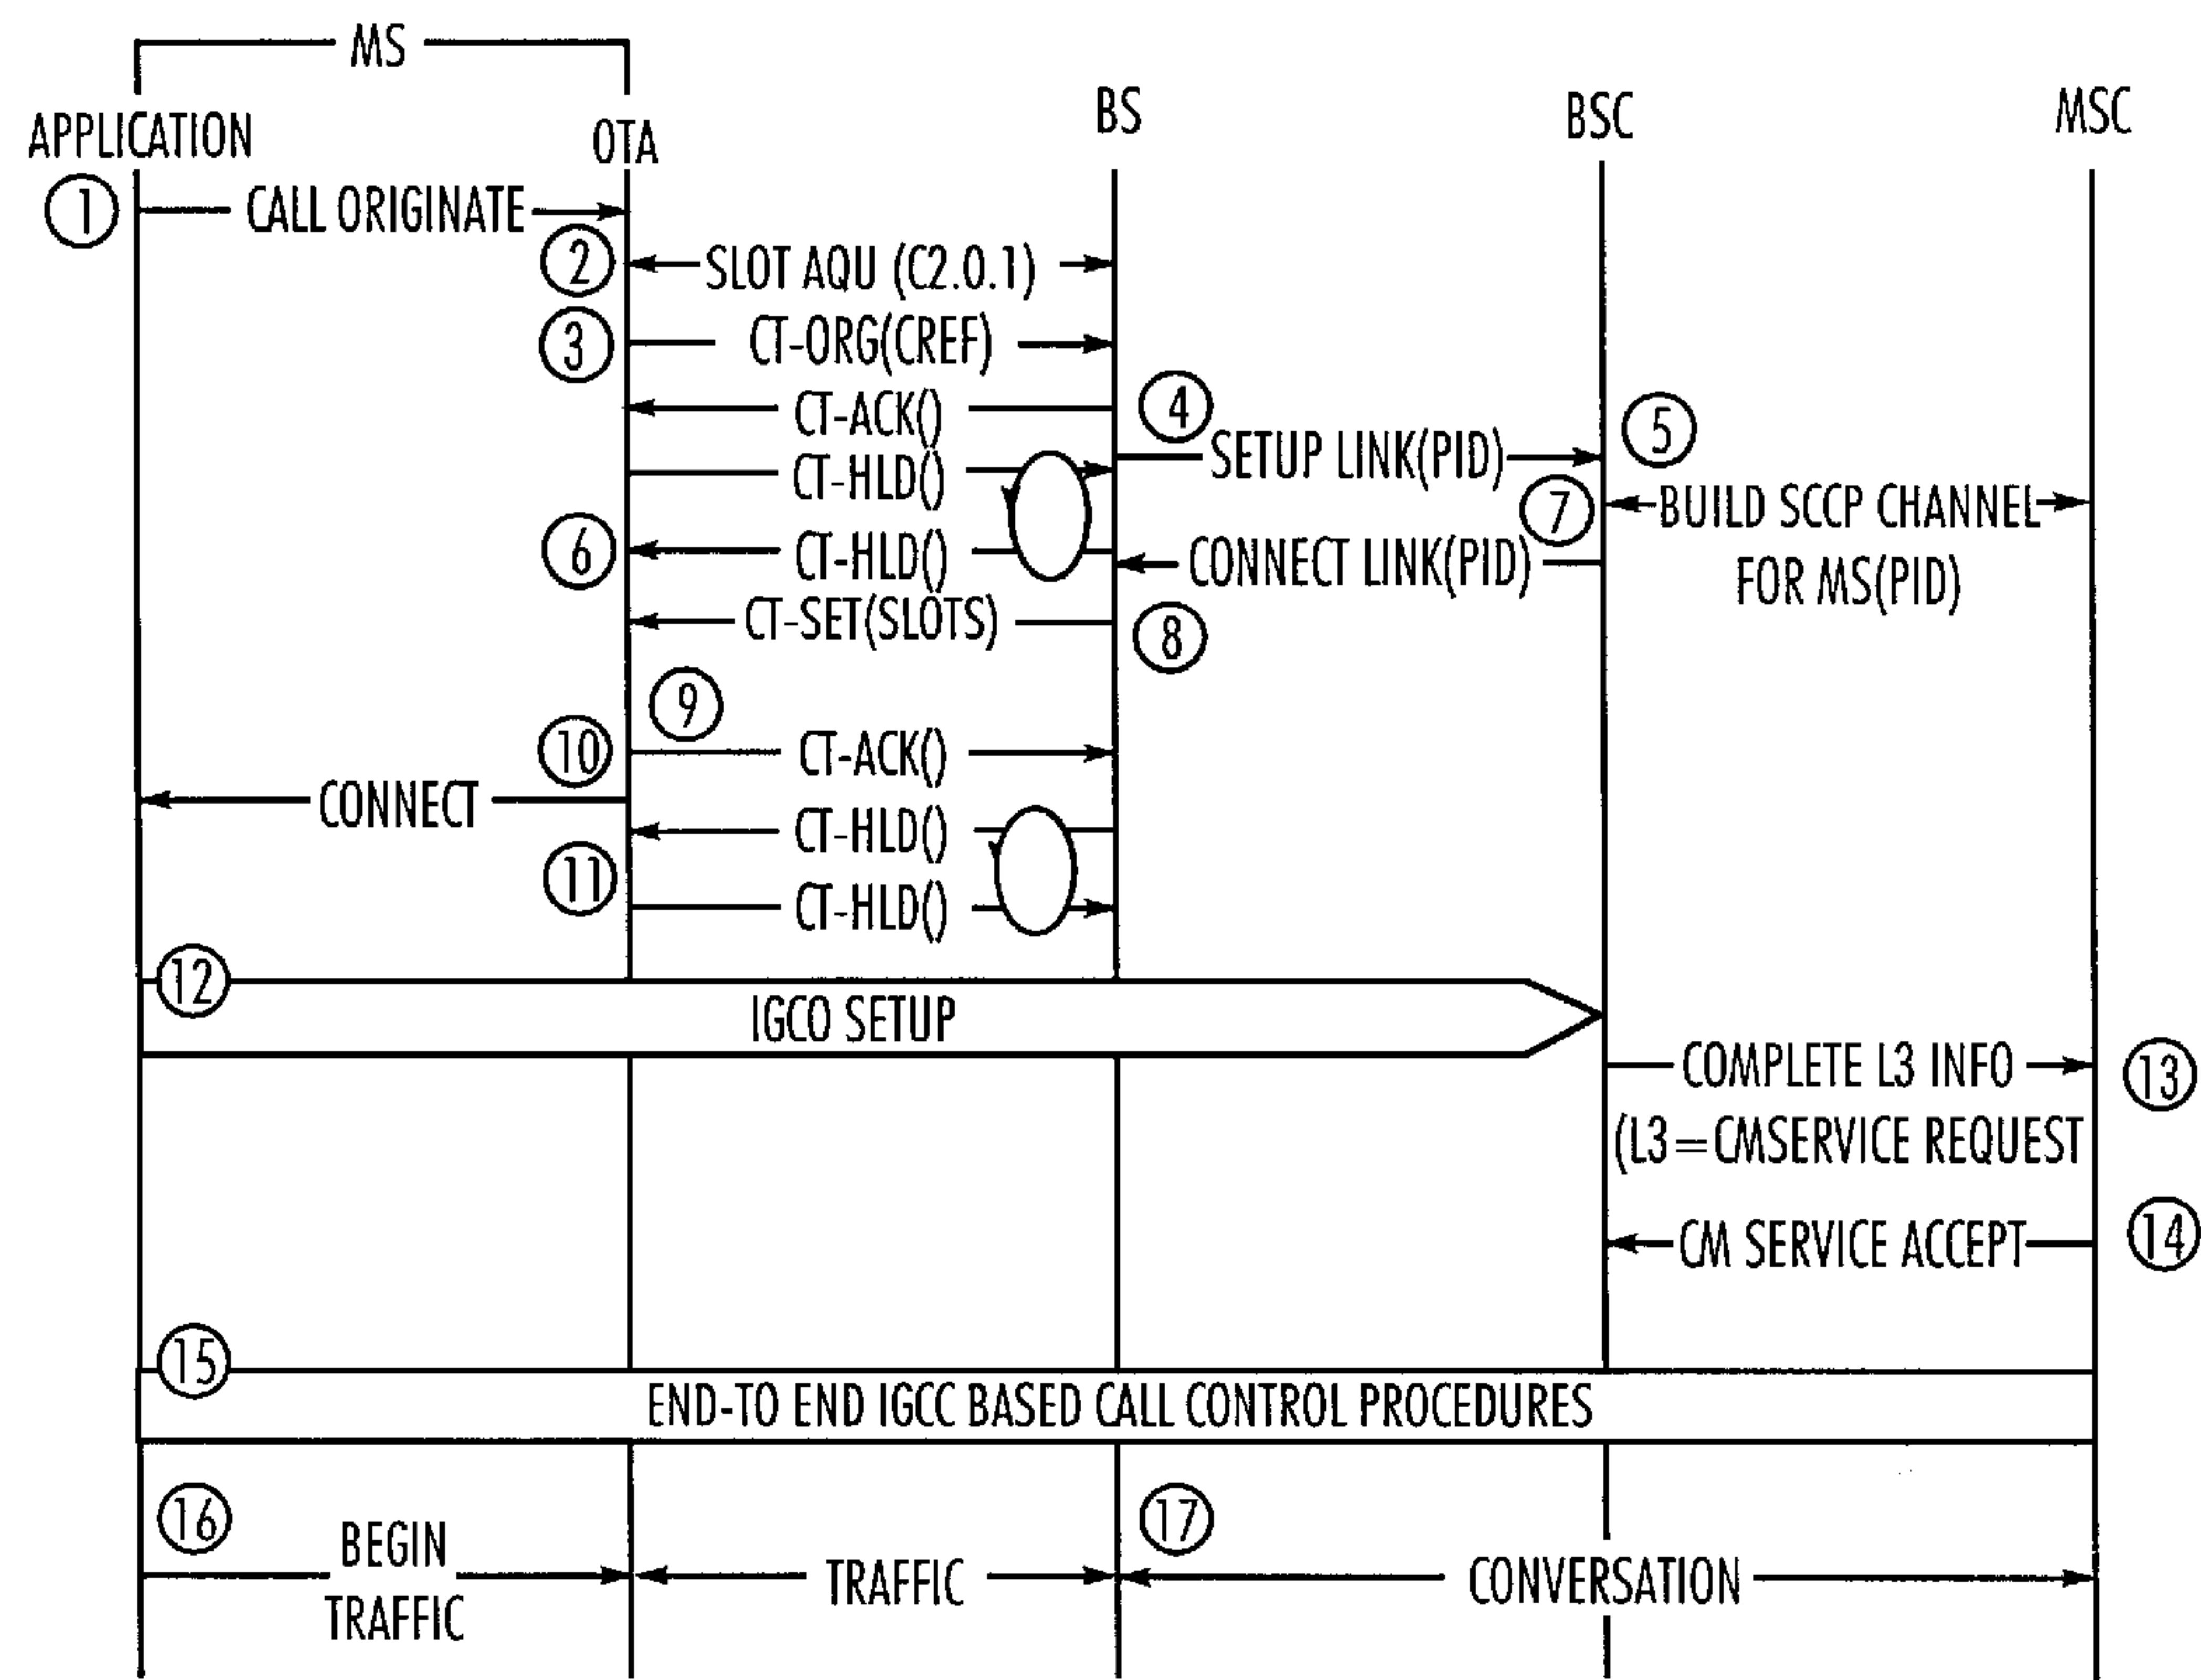 MS
APPLICATION OTA BS BSC MSC
1 CALL ORIGINATE
2 SLOT AQU (C2.0.1)
3 CT-ORG(CREF)
CT-ACK() 4
SETUP LINK(PID) 5
CT-HLD()
7 BUILD SCCP CHANNEL
FOR MS(PID)
6 CT-HLD() CONNECT LINK(PID)
CT-SET(SLOTS) 8
9
10 CT-ACK()
CONNECT
CT-HLD()
11
CT-HLD()
12
IGCO SETUP
COMPLETE L3 INFO 13
(L3=CMSERVICE REQUEST
CM SERVICE ACCEPT 14
15
END-TO END IGCC BASED CALL CONTROL PROCEDURES
16 17
BEGIN
TRAFFIC
TRAFFIC
CONVERSATION